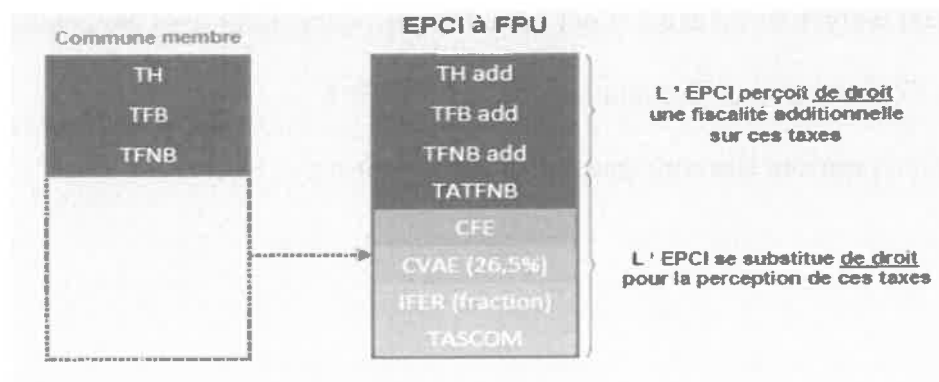 Commune membre
EPCI à FPU
TH
TFB
TFNB
TH add
TFB add
TFNB add
TATFNB
CFE
CVAE (26,5%)
IFER (fraction)
TASCOM
L ' EPCI perçoit de droit
une fiscalité additionnelle
sur ces taxes
L ' EPCI se substitue de droit
pour la perception de ces taxes